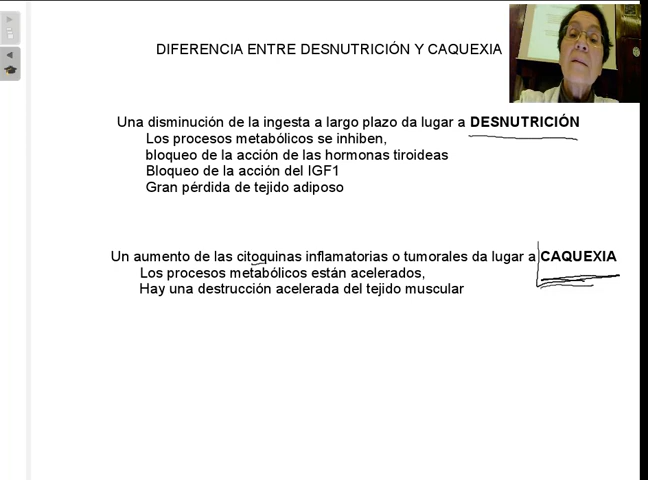 DIFERENCIA ENTRE DESNUTRICIÓN Y CAQUEXIA
Una disminución de la ingesta a largo plazo da lugar a DESNUTRICIÓN
Los procesos metabólicos se inhiben,
bloqueo de la acción de las hormonas tiroideas
Bloqueo de la acción del IGF1
Gran pérdida de tejido adiposo
Un aumento de las citoquinas inflamatorias o tumorales da lugar a CAQUEXIA
Los procesos metabólicos están acelerados,
Hay una destrucción acelerada del tejido muscular